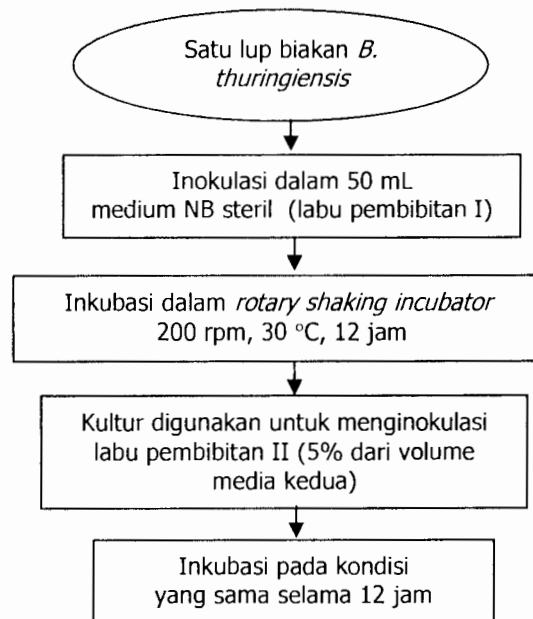 Satu lup biakan B.
thuringiensis
Inokulasi dalam 50 mL
medium NB steril (labu pembibitan I)
Inkubasi dalam rotary shaking incubator
200 rpm, 30 °C, 12 jam
Kultur digunakan untuk menginokulasi
labu pembibitan II (5% dari volume
media kedua)
Inkubasi pada kondisi
yang sama selama 12 jam